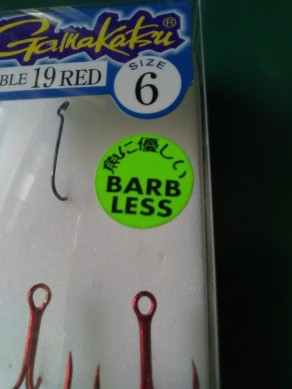 Gamakatsu®
BLE 19 RED
SIZE
6
魚に優しい
BARB
LESS